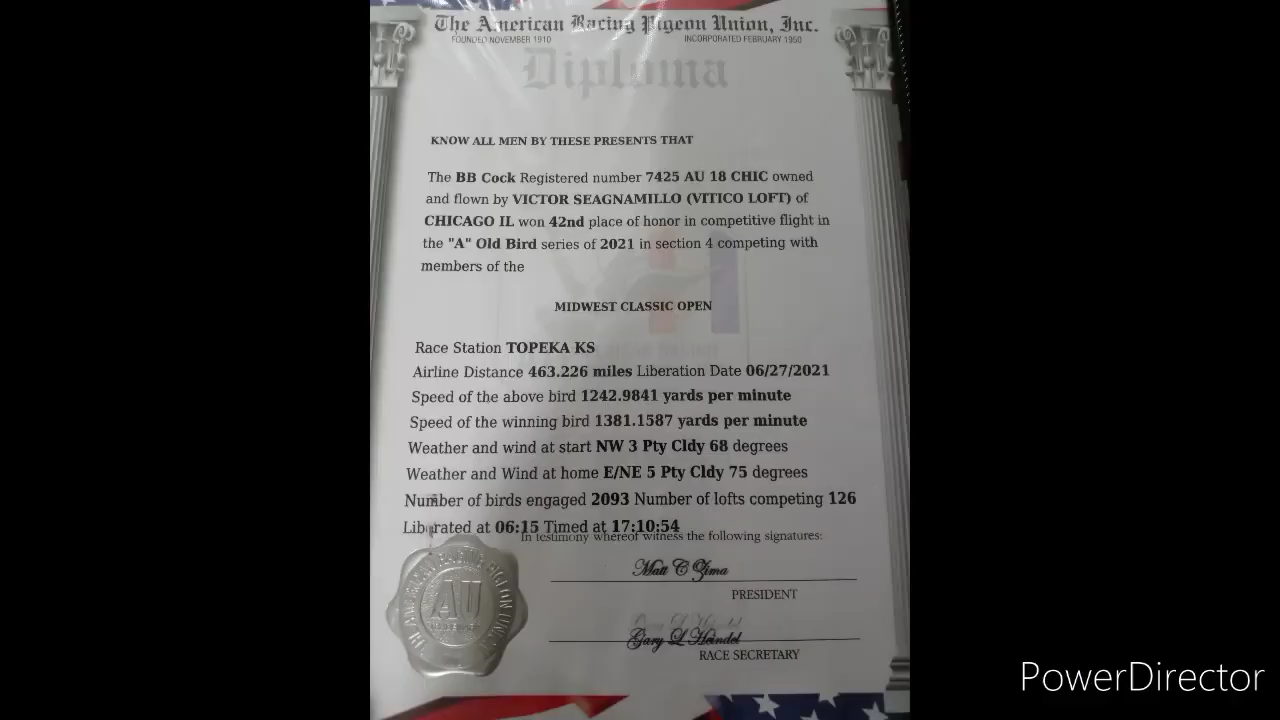 The American Racing Pigeon Union, Inc.
FOUNDED NOVEMBER 1910 INCORPORATED FEBRUARY 1950
Diploma
KNOW ALL MEN BY THESE PRESENTS THAT
The BB Cock Registered number 7425 AU 18 CHIC owned
and flown by VICTOR SEAGNAMILLO (VITICO LOFT) of
CHICAGO IL won 42nd place of honor in competitive flight in
the "A" Old Bird series of 2021 in section 4 competing with
members of the
MIDWEST CLASSIC OPEN
Race Station TOPEKA KS
Airline Distance 463.226 miles Liberation Date 06/27/2021
Speed of the above bird 1242.9841 yards per minute
Speed of the winning bird 1381.1587 yards per minute
Weather and wind at start NW 3 Pty Cldy 68 degrees
Weather and Wind at home E/NE 5 Pty Cldy 75 degrees
Number of birds engaged 2093 Number of lofts competing 126
Liberated at 06:15 Timed at 17:10:54
In testimony whereof witness the following signatures:
Matt C Zima
PRESIDENT
Gary L Heindel
Gary L Heindel
RACE SECRETARY
THE AMERICAN RACING PIGEON UNION
AU
PowerDirector